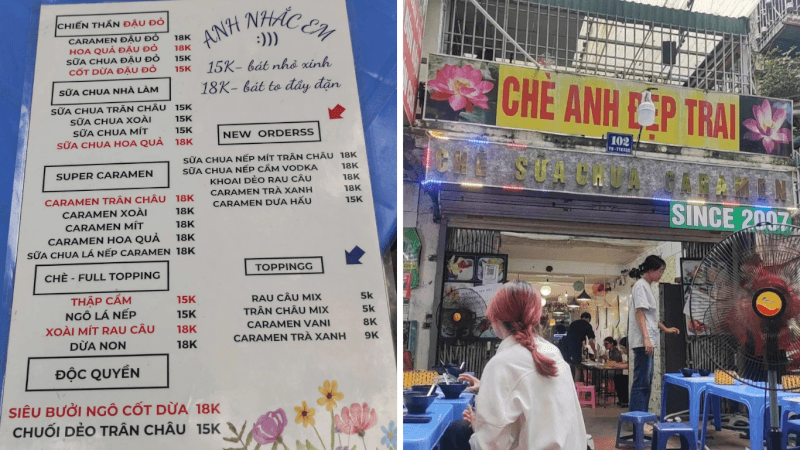 CHIẾN THẦN ĐẬU ĐỎ
CARAMEN ĐẬU ĐỎ 18K
HOA QUẢ ĐẬU ĐỎ 18K
SỮA CHUA ĐẬU ĐỎ 15K
CỐT DỪA ĐẬU ĐỎ 15K
SỮA CHUA NHÀ LÀM
SỮA CHUA TRÂN CHÂU 15K
SỮA CHUA XOÀI 15K
SỮA CHUA MÍT 15K
SỮA CHUA HOA QUẢ 18K
SUPER CARAMEN
CARAMEN TRÂN CHÂU 18K
CARAMEN XOÀI 18K
CARAMEN MÍT 18K
CARAMEN HOA QUẢ 18K
SỮA CHUA LÁ NẾP CARAMEN 18K
CHÈ - FULL TOPPING
THẬP CẨM 15K
NGÔ LÁ NẾP 15K
XOÀI MÍT RAU CÂU 18K
DỪA NON 18K
ĐỘC QUYỀN
SIÊU BƯỞI NGÔ CỐT DỪA 18K
CHUỐI DẺO TRÂN CHÂU 15K
ANH NHẮC EM
:)))
15K- bát nhỏ xinh
18K- bát to đầy đặn
NEW ORDERSS
SỮA CHUA NẾP MÍT TRÂN CHÂU 18K
SỮA CHUA NẾP CẨM VODKA 18K
KHOAI DẺO RAU CÂU 18K
CARAMEN TRÀ XANH 18K
CARAMEN DƯA HẤU 15K
TOPPINGG
RAU CÂU MIX 5k
TRÂN CHÂU MIX 5k
CARAMEN VANI 8K
CARAMEN TRÀ XANH 9K
CHÈ ANH ĐẸP TRAI
102
CHÈ SỮA CHUA CARAMEN
SINCE 2007